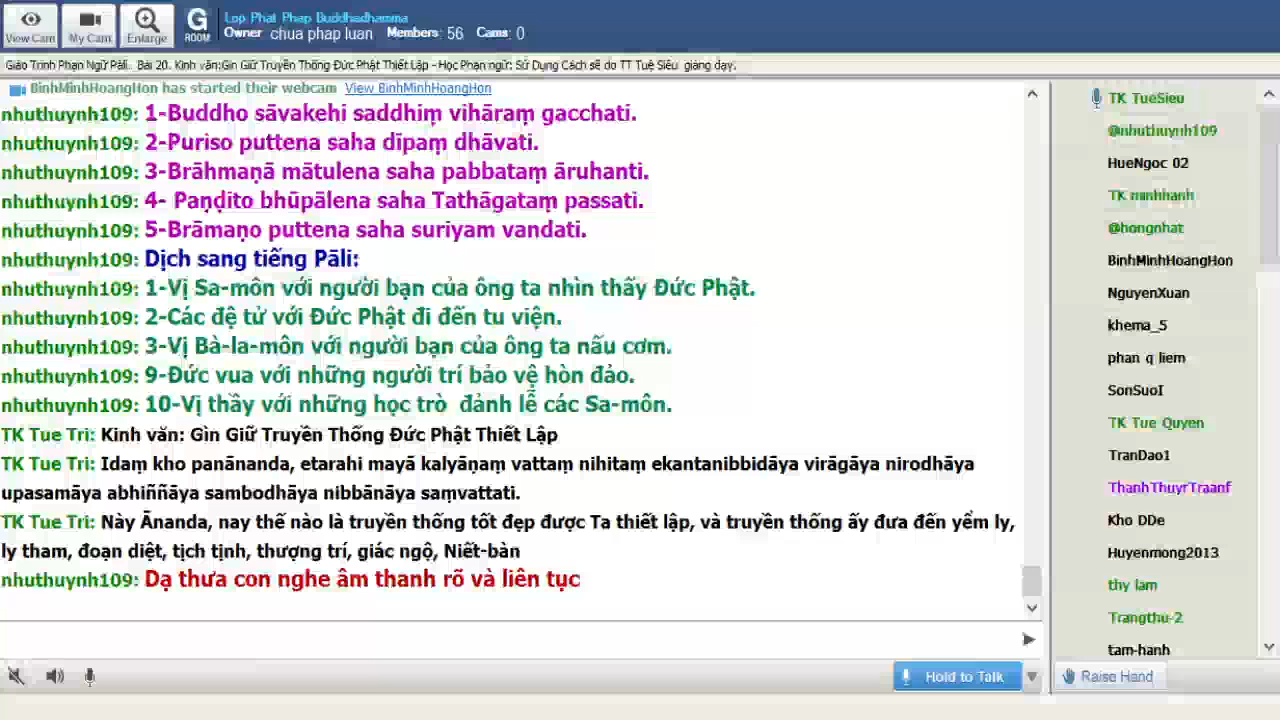 View Cam
My Cam
Enlarge
G ROOM
Lop Phat Phap Buddhadhamma
Owner chua phap luan Members: 56 Cams: 0
Giáo Trình Phạn Ngữ Pāli. Bài 20. Kinh văn:Gìn Giữ Truyền Thống Đức Phật Thiết Lập -Học Phạn ngữ: Sử Dụng Cách sẽ do TT Tuệ Siêu giảng dạy.
BinhMinhHoangHon has started their webcam View BinhMinhHoangHon
nhuthuynh109: 1-Buddho sāvakehi saddhiṃ vihāraṃ gacchati.
nhuthuynh109: 2-Puriso puttena saha dīpaṃ dhāvati.
nhuthuynh109: 3-Brāhmaṇā mātulena saha pabbataṃ āruhanti.
nhuthuynh109: 4- Paṇḍito bhūpālena saha Tathāgataṃ passati.
nhuthuynh109: 5-Brāmaṇo puttena saha suriyam vandati.
nhuthuynh109: Dịch sang tiếng Pāli:
nhuthuynh109: 1-Vị Sa-môn với người bạn của ông ta nhìn thấy Đức Phật.
nhuthuynh109: 2-Các đệ tử với Đức Phật đi đến tu viện.
nhuthuynh109: 3-Vị Bà-la-môn với người bạn của ông ta nấu cơm.
nhuthuynh109: 9-Đức vua với những người trí bảo vệ hòn đảo.
nhuthuynh109: 10-Vị thầy với những học trò đảnh lễ các Sa-môn.
TK Tue Tri: Kinh văn: Gìn Giữ Truyền Thống Đức Phật Thiết Lập
TK Tue Tri: Idaṃ kho panānanda, etarahi mayā kalyāṇaṃ vattaṃ nihitaṃ ekantanibbidāya virāgāya nirodhāya
upasamāya abhiññāya sambodhāya nibbānāya saṃvattati.
TK Tue Tri: Này Ānanda, nay thế nào là truyền thống tốt đẹp được Ta thiết lập, và truyền thống ấy đưa đến yểm ly,
ly tham, đoạn diệt, tịch tịnh, thượng trí, giác ngộ, Niết-bàn
nhuthuynh109: Dạ thưa con nghe âm thanh rõ và liên tục
Hold to Talk
TK TueSieu
@nhuthuynh109
HueNgoc 02
TK minhhanh
@hongnhat
BinhMinhHoangHon
NguyenXuan
khema_5
phan q liem
SonSuoI
TK Tue Quyen
TranDao1
ThanhThuyrTraanf
Kho DDe
Huyenmong2013
thy lam
Trangthu-2
tam-hanh
Raise Hand